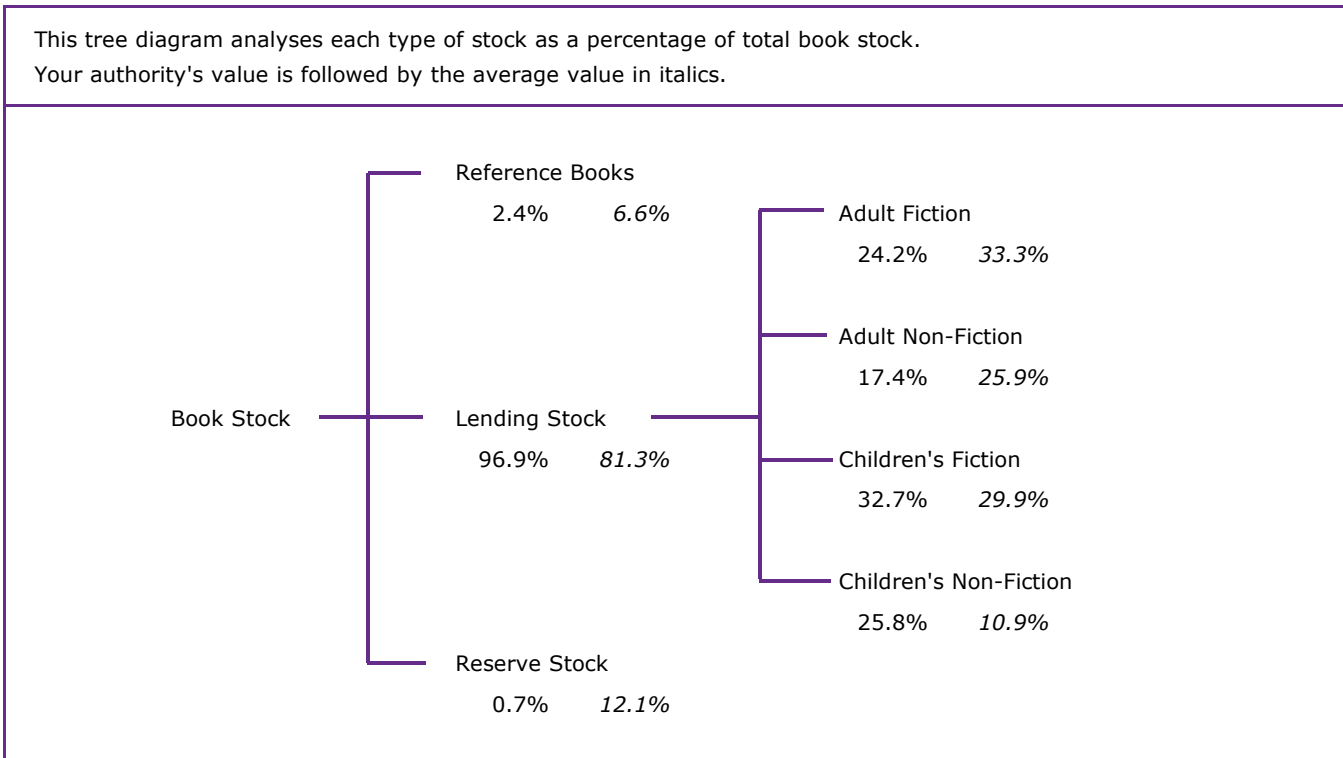 This tree diagram analyses each type of stock as a percentage of total book stock.
Your authority's value is followed by the average value in italics.
Reference Books
2.4% 6.6%
Adult Fiction
24.2% 33.3%
Adult Non-Fiction
17.4% 25.9%
Book Stock
Lending Stock
96.9% 81.3%
Children's Fiction
32.7% 29.9%
Children's Non-Fiction
25.8% 10.9%
Reserve Stock
0.7% 12.1%